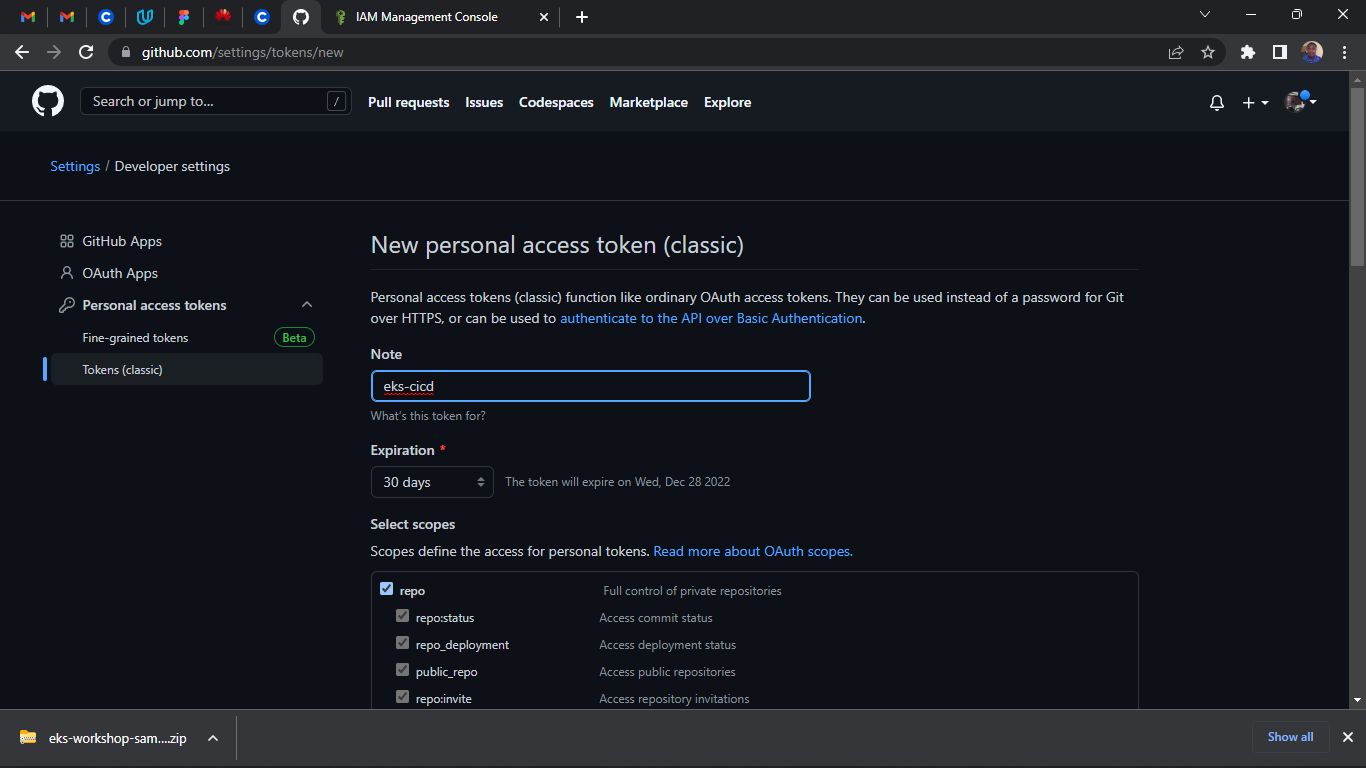 IAM Management Console
github.com/settings/tokens/new
Search or jump to...
/
Pull requests
Issues
Codespaces
Marketplace
Explore
Settings / Developer settings
GitHub Apps
OAuth Apps
Personal access tokens
Fine-grained tokens
Beta
Tokens (classic)
New personal access token (classic)
Personal access tokens (classic) function like ordinary OAuth access tokens. They can be used instead of a password for Git
over HTTPS, or can be used to authenticate to the API over Basic Authentication.
Note
eks-cicd
What's this token for?
Expiration *
30 days
The token will expire on Wed, Dec 28 2022
Select scopes
Scopes define the access for personal tokens. Read more about OAuth scopes.
repo Full control of private repositories
repo:status Access commit status
repo_deployment Access deployment status
public_repo Access public repositories
repo:invite Access repository invitations
eks-workshop-sam....zip
Show all